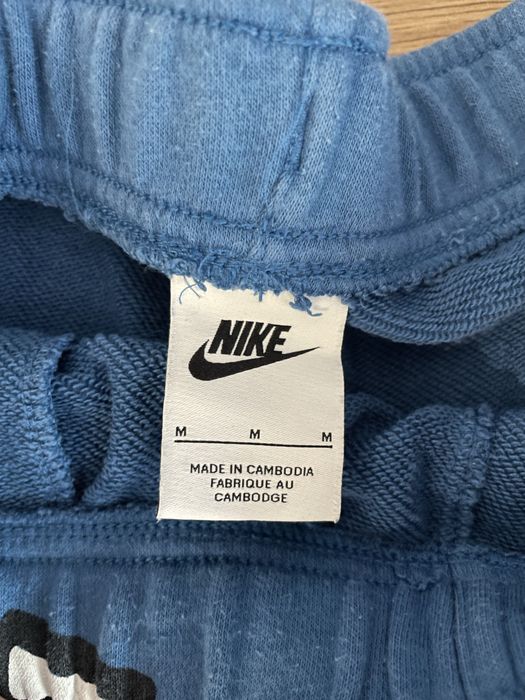 NIKE
M M M
MADE IN CAMBODIA
FABRIQUE AU
CAMBODGE